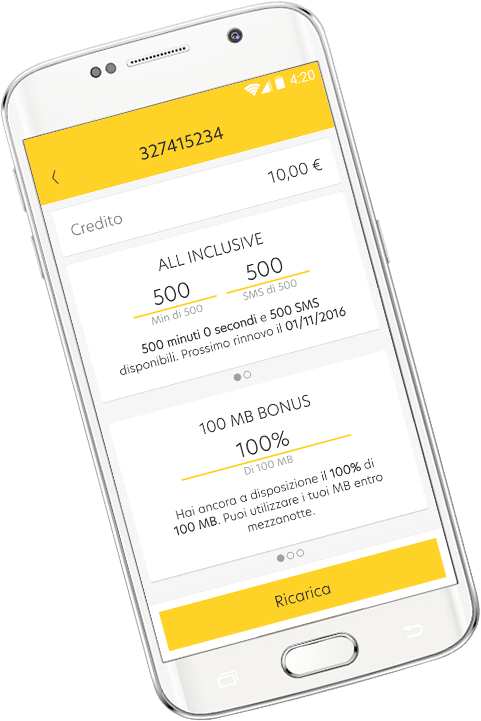 4:20
327415234
Credito 10,00 €
ALL INCLUSIVE
500 500
Min di 500 SMS di 500
500 minuti 0 secondi e 500 SMS
disponibili. Prossimo rinnovo il 01/11/2016
100 MB BONUS
100%
Di 100 MB
Hai ancora a disposizione il 100% di
100 MB. Puoi utilizzare i tuoi MB entro
mezzanotte.
Ricarica